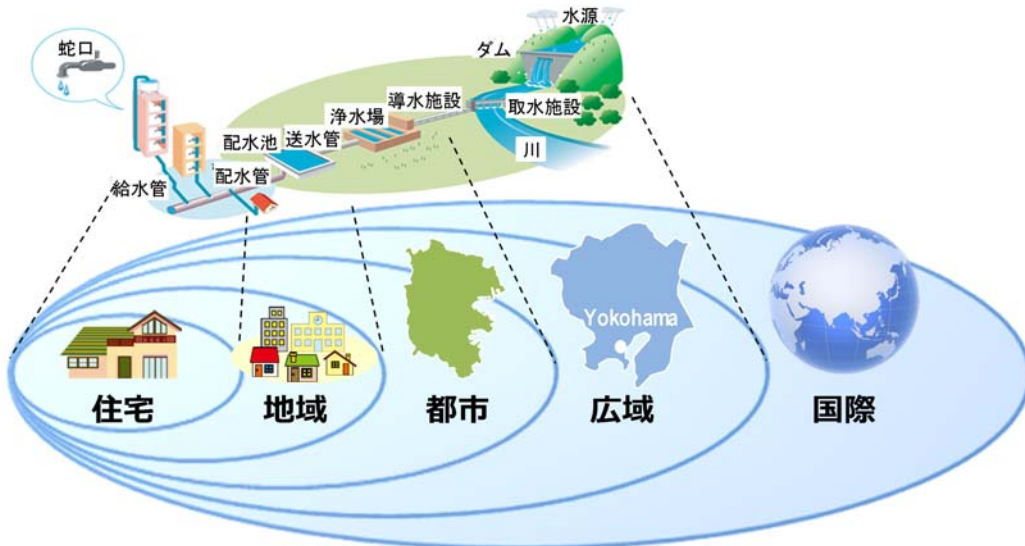 水源
蛇口
ダム
導水施設
取水施設
浄水場
配水池
送水管
川
給水管
配水管
Yokohama
住宅
地域
都市
広域
国際